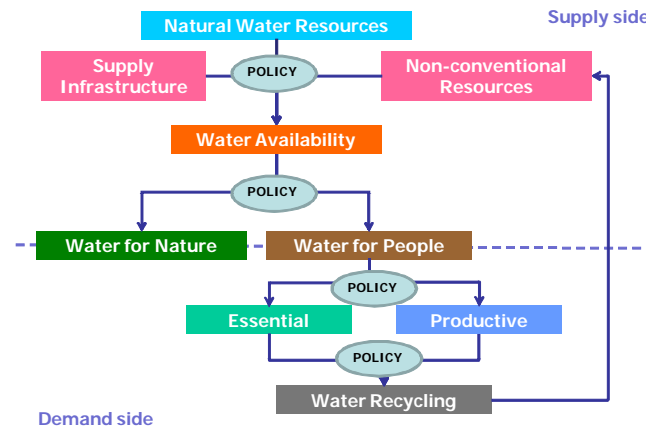 Supply side
Natural Water Resources
POLICY
Supply
Infrastructure
Non-conventional
Resources
Water Availability
POLICY
Water for Nature
Water for People
POLICY
Essential
Productive
POLICY
Water Recycling
Demand side